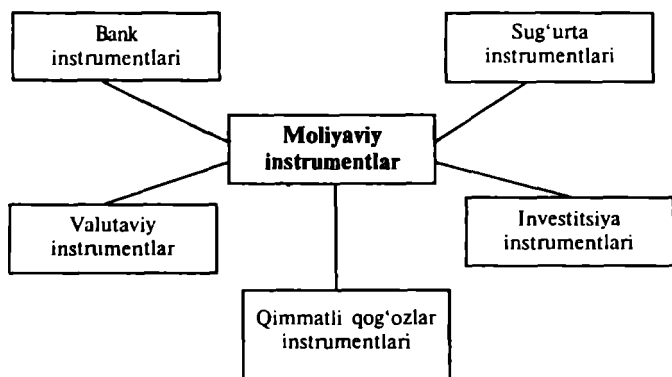 Bank
instrumentlari
Sug‘urta
instrumentlari
Moliyaviy
instrumentlar
Valutaviy
instrumentlar
Investitsiya
instrumentlari
Qimmatli qog‘ozlar
instrumentlari